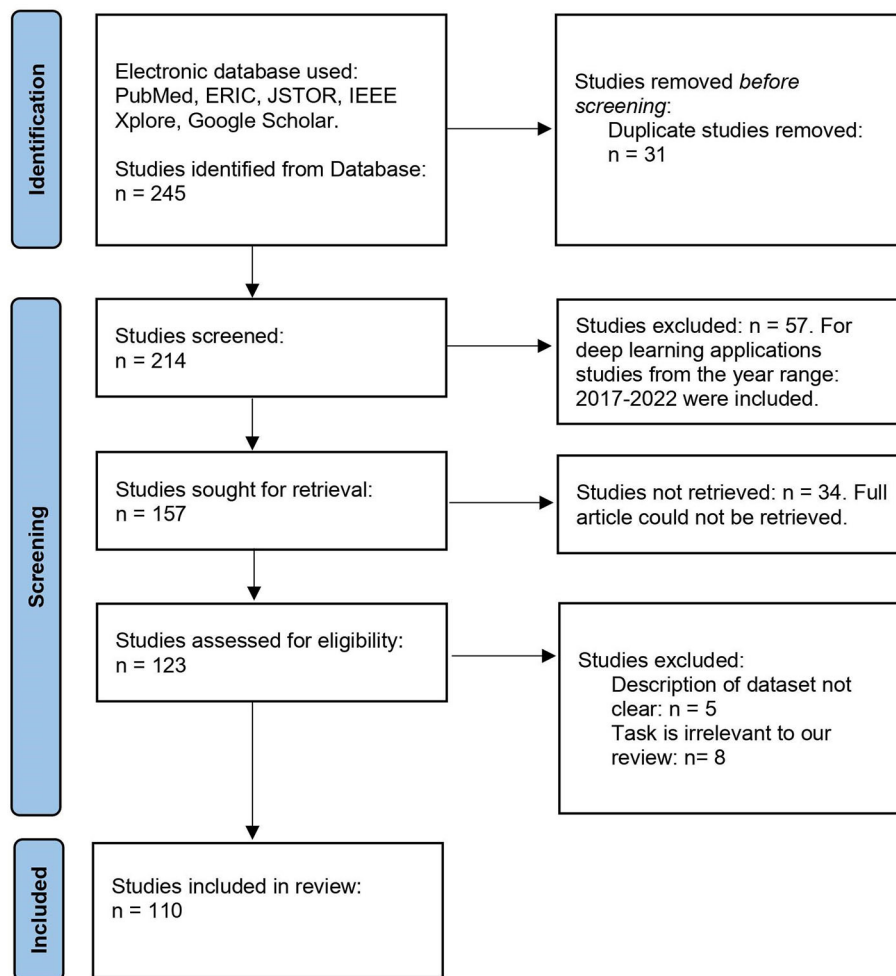 Identification
Electronic database used:
PubMed, ERIC, JSTOR, IEEE
Xplore, Google Scholar.
Studies identified from Database:
n = 245
Studies removed before
screening:
Duplicate studies removed:
n = 31
Screening
Studies screened:
n = 214
Studies excluded: n = 57. For
deep learning applications
studies from the year range:
2017-2022 were included.
Studies sought for retrieval:
n = 157
Studies not retrieved: n = 34. Full
article could not be retrieved.
Studies assessed for eligibility:
n = 123
Studies excluded:
Description of dataset not
clear: n = 5
Task is irrelevant to our
review: n= 8
Included
Studies included in review:
n = 110